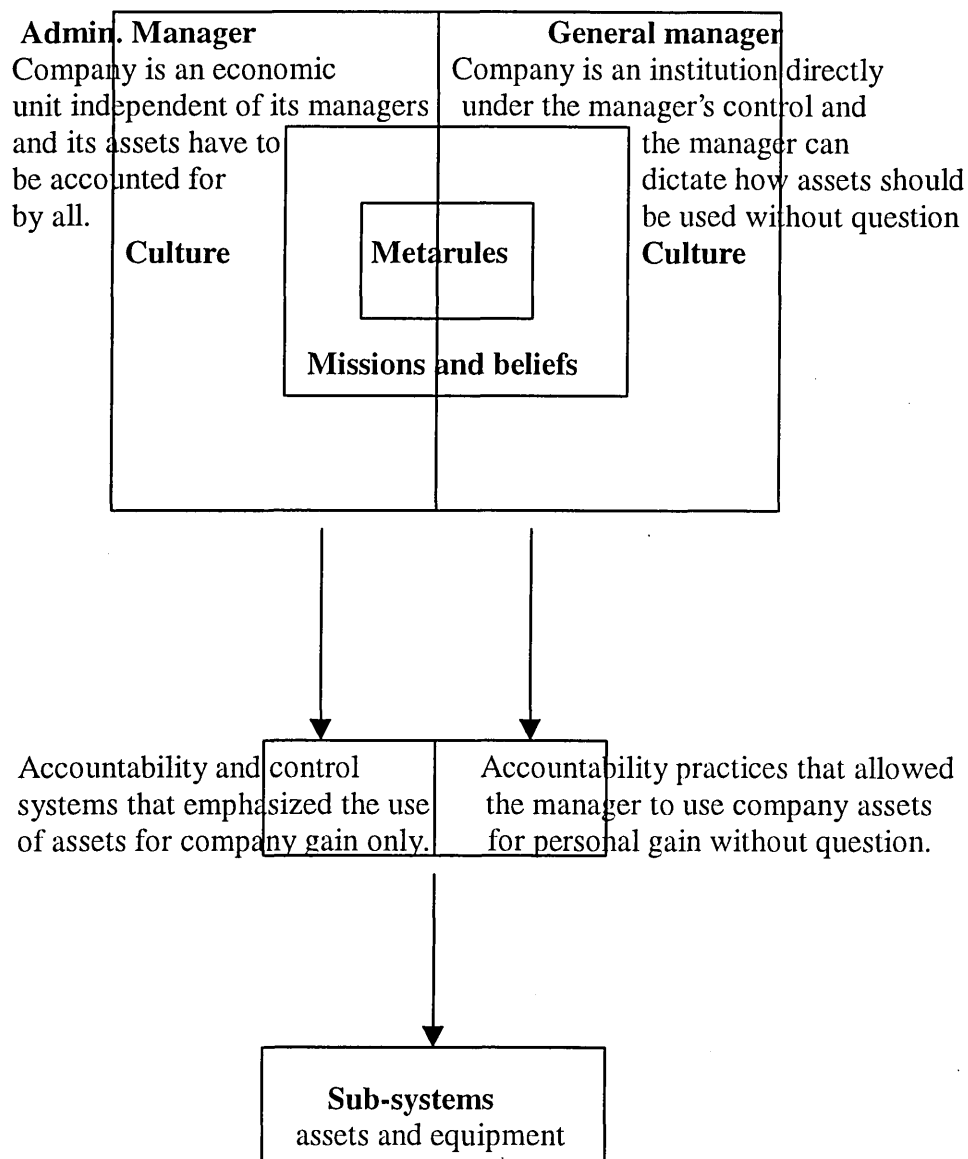 Admin. Manager
Company is an economic
unit independent of its managers
and its assets have to
be accounted for
by all.
Culture
General manager
Company is an institution directly
under the manager's control and
the manager can
dictate how assets should
be used without question
Culture
Metarules
Missions and beliefs
Accountability and control
systems that emphasized the use
of assets for company gain only.
Accountability practices that allowed
the manager to use company assets
for personal gain without question.
Sub-systems
assets and equipment